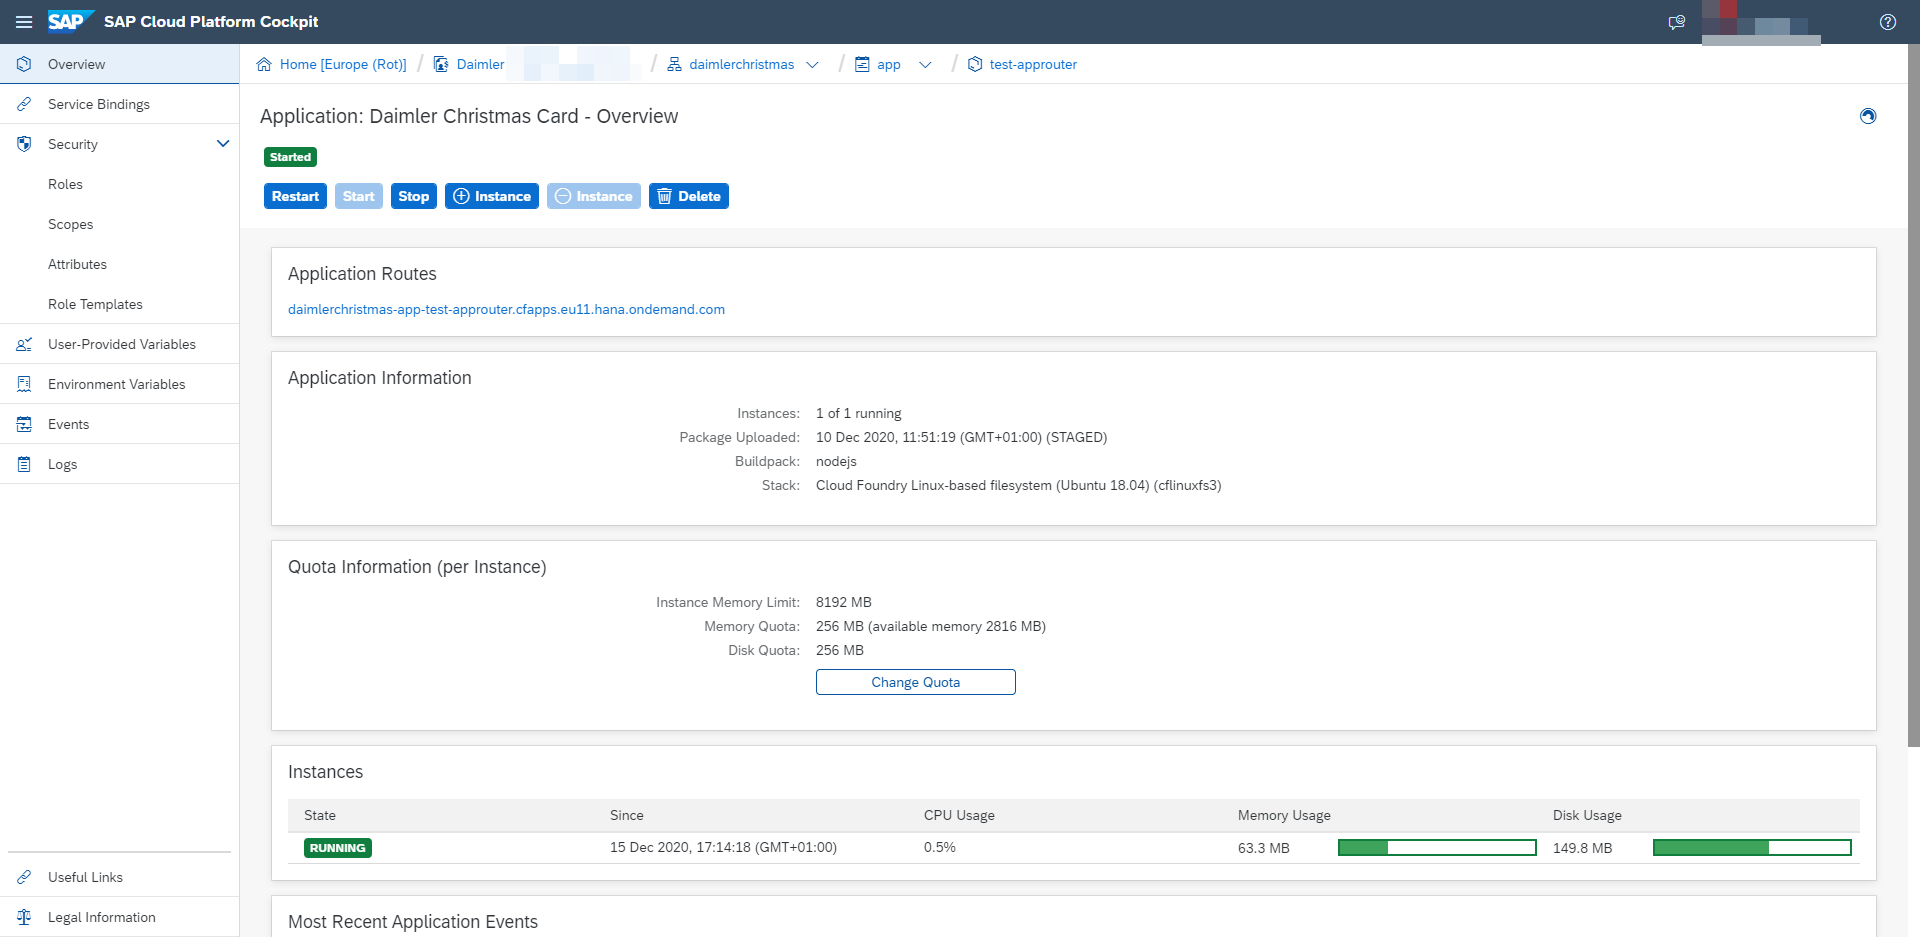 SAP SAP Cloud Platform Cockpit
Overview
Service Bindings
Security
Roles
Scopes
Attributes
Role Templates
User-Provided Variables
Environment Variables
Events
Logs
Useful Links
Legal Information
Home [Europe (Rot)] / Daimler / daimlerchristmas / app / test-approuter
Application: Daimler Christmas Card - Overview
Started
Restart Start Stop Instance Instance Delete
Application Routes
daimlerchristmas-app-test-approuter.cfapps.eu11.hana.ondemand.com
Application Information
Instances: 1 of 1 running
Package Uploaded: 10 Dec 2020, 11:51:19 (GMT+01:00) (STAGED)
Buildpack: nodejs
Stack: Cloud Foundry Linux-based filesystem (Ubuntu 18.04) (cflinuxfs3)
Quota Information (per Instance)
Instance Memory Limit: 8192 MB
Memory Quota: 256 MB (available memory 2816 MB)
Disk Quota: 256 MB
Change Quota
Instances
State Since CPU Usage Memory Usage Disk Usage
RUNNING 15 Dec 2020, 17:14:18 (GMT+01:00) 0.5% 63.3 MB 149.8 MB
Most Recent Application Events